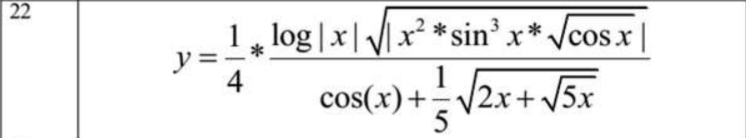 22
y = 1/4 * (log | x | √(| x² * sin³ x * √(cos x) |)) / (cos(x) + 1/5 √(2x + √(5x)))